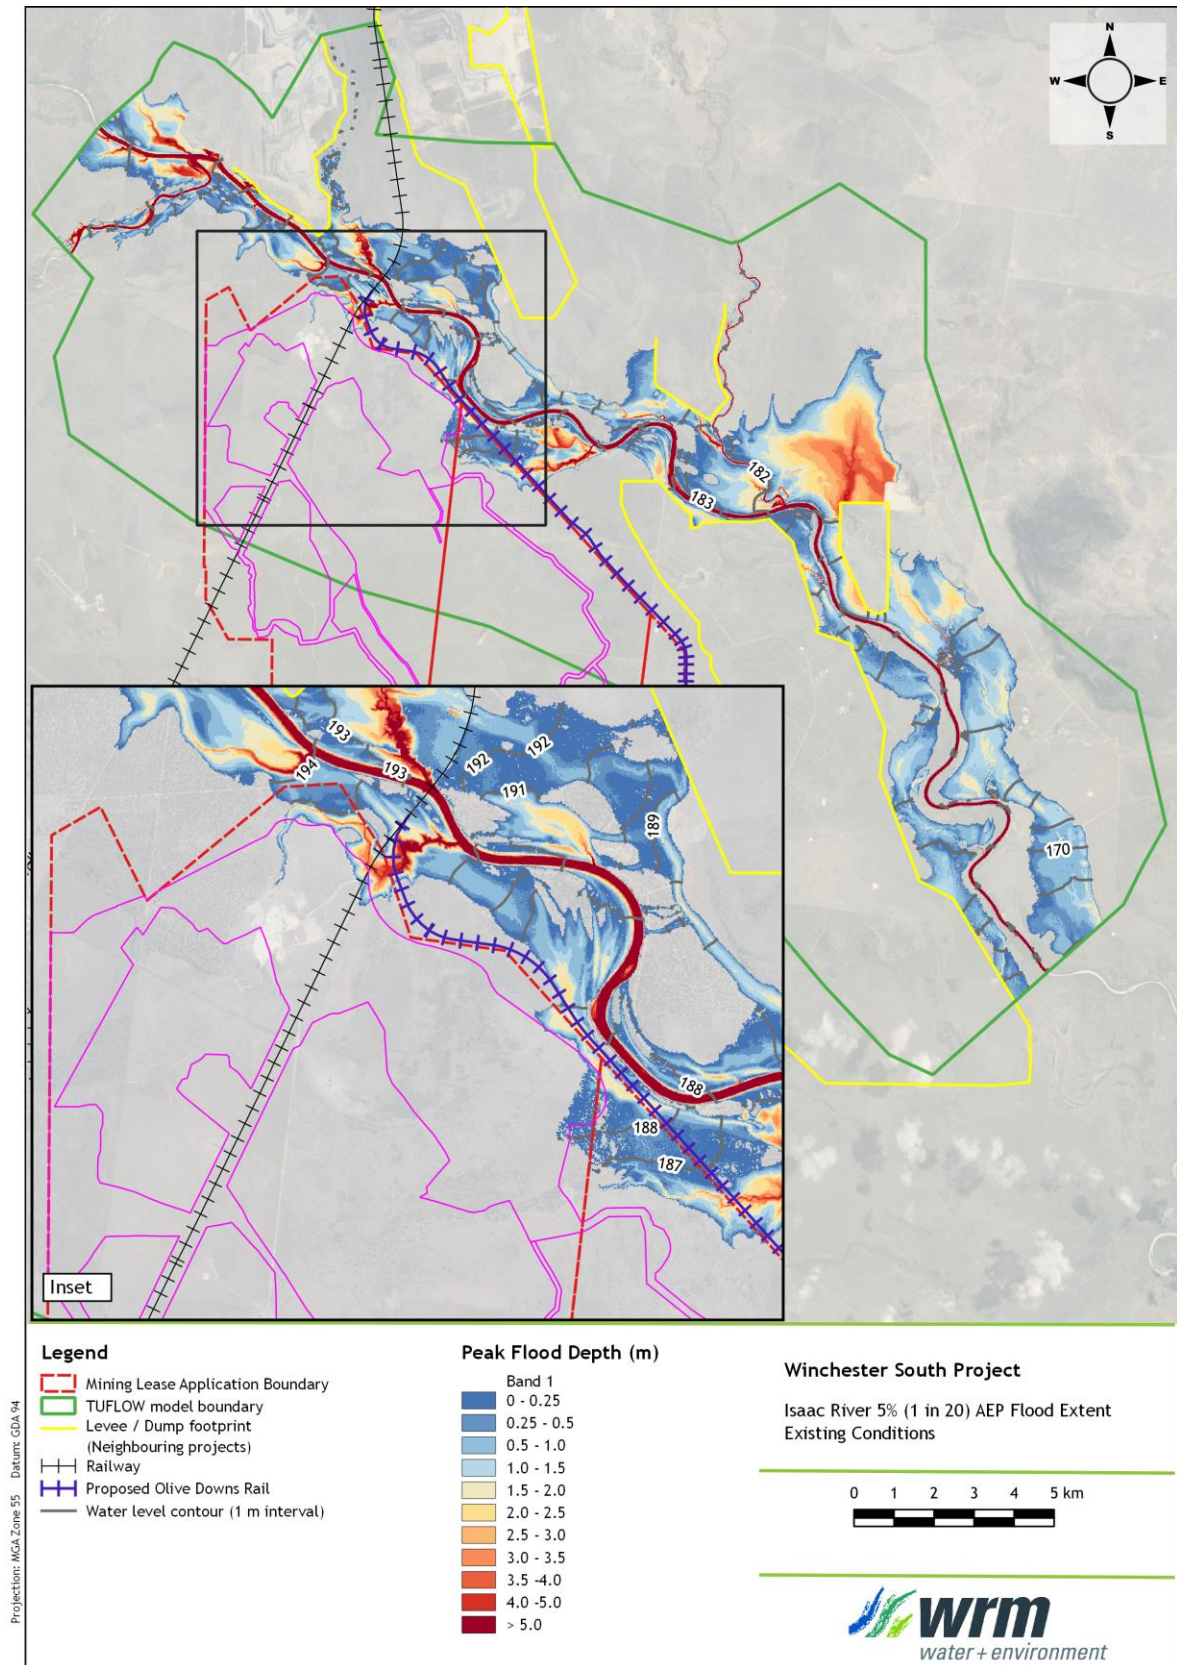 N
W
E
S
182
183
170
193
192
192
194
193
191
189
188
188
187
Inset
Legend
Mining Lease Application Boundary
TUFLOW model boundary
Levee / Dump footprint
(Neighbouring projects)
Railway
Proposed Olive Downs Rail
Water level contour (1 m interval)
Peak Flood Depth (m)
Band 1
0 - 0.25
0.25 - 0.5
0.5 - 1.0
1.0 - 1.5
1.5 - 2.0
2.0 - 2.5
2.5 - 3.0
3.0 - 3.5
3.5 -4.0
4.0 -5.0
> 5.0
Winchester South Project
Isaac River 5% (1 in 20) AEP Flood Extent
Existing Conditions
0 1 2 3 4 5 km
wrm
water + environment
Projection: MGA Zone 55 Datum: GDA 94